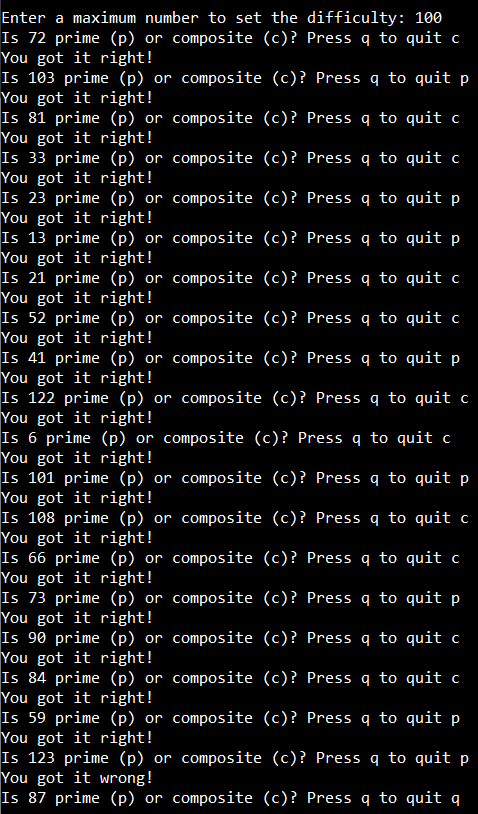 Enter a maximum number to set the difficulty: 100
Is 72 prime (p) or composite (c)? Press q to quit c
You got it right!
Is 103 prime (p) or composite (c)? Press q to quit p
You got it right!
Is 81 prime (p) or composite (c)? Press q to quit c
You got it right!
Is 33 prime (p) or composite (c)? Press q to quit c
You got it right!
Is 23 prime (p) or composite (c)? Press q to quit p
You got it right!
Is 13 prime (p) or composite (c)? Press q to quit p
You got it right!
Is 21 prime (p) or composite (c)? Press q to quit c
You got it right!
Is 52 prime (p) or composite (c)? Press q to quit c
You got it right!
Is 41 prime (p) or composite (c)? Press q to quit p
You got it right!
Is 122 prime (p) or composite (c)? Press q to quit c
You got it right!
Is 6 prime (p) or composite (c)? Press q to quit c
You got it right!
Is 101 prime (p) or composite (c)? Press q to quit p
You got it right!
Is 108 prime (p) or composite (c)? Press q to quit c
You got it right!
Is 66 prime (p) or composite (c)? Press q to quit c
You got it right!
Is 73 prime (p) or composite (c)? Press q to quit p
You got it right!
Is 90 prime (p) or composite (c)? Press q to quit c
You got it right!
Is 84 prime (p) or composite (c)? Press q to quit c
You got it right!
Is 59 prime (p) or composite (c)? Press q to quit p
You got it right!
Is 123 prime (p) or composite (c)? Press q to quit p
You got it wrong!
Is 87 prime (p) or composite (c)? Press q to quit q